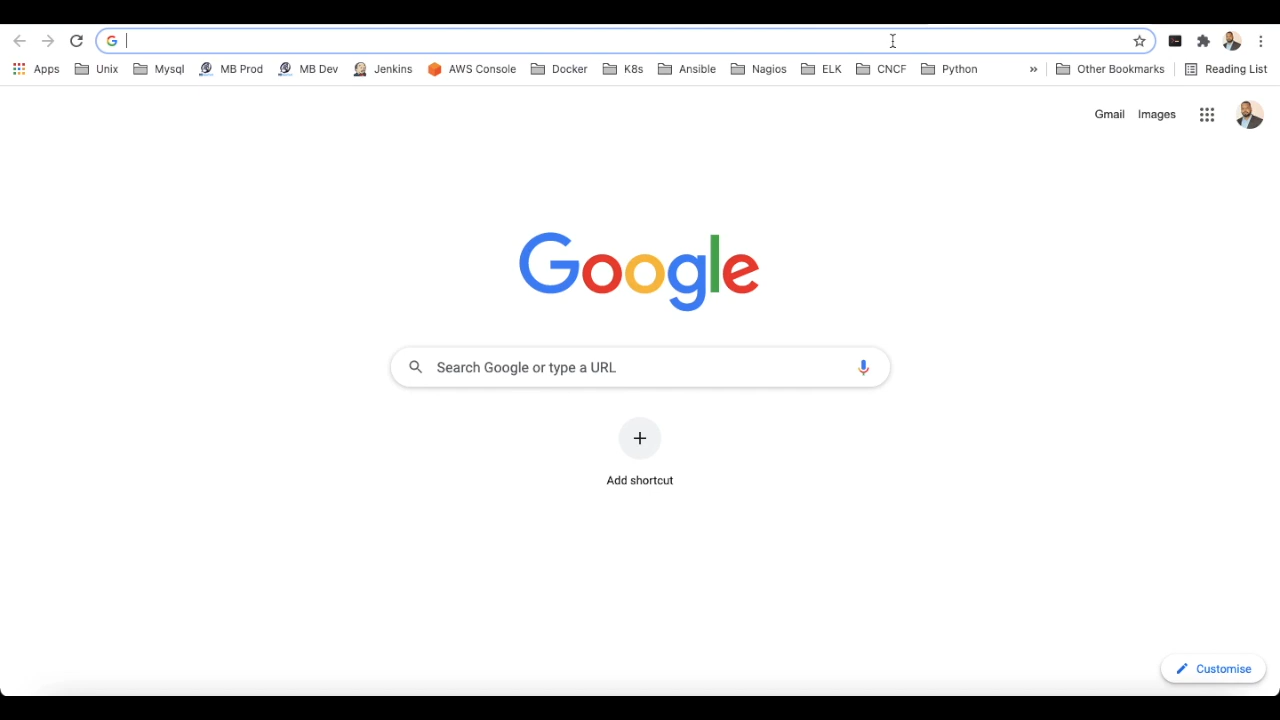 Apps Unix Mysql MB Prod MB Dev Jenkins AWS Console Docker K8s Ansible Nagios ELK CNCF Python » Other Bookmarks Reading List
Gmail Images
Google
Search Google or type a URL
Add shortcut
Customise